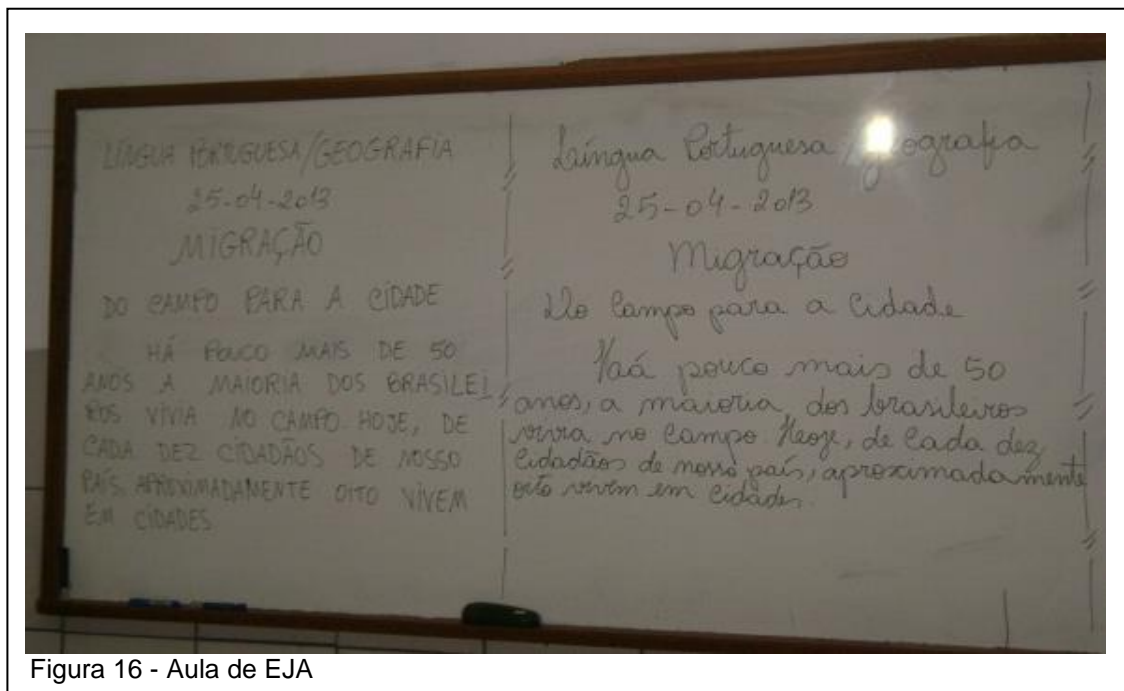 LÍNGUA PORTUGUESA/GEOGRAFIA
25-04-2013
MIGRAÇÃO
DO CAMPO PARA A CIDADE
HÁ POUCO MAIS DE 50
ANOS A MAIORIA DOS BRASILEI
ROS VIVIA NO CAMPO. HOJE, DE
CADA DEZ CIDADÃOS DE NOSSO
PAÍS, APROXIMADAMENTE OITO VIVEM
EM CIDADES
Língua Portuguesa/geografia
25-04-2013
Migração
Do Campo para a Cidade
Há pouco mais de 50
anos, a maioria dos brasileiros
vivia no Campo. Hoje, de Cada dez
Cidadãos de nosso país, aproximadamente
oito vivem em Cidades.
Figura 16 - Aula de EJA